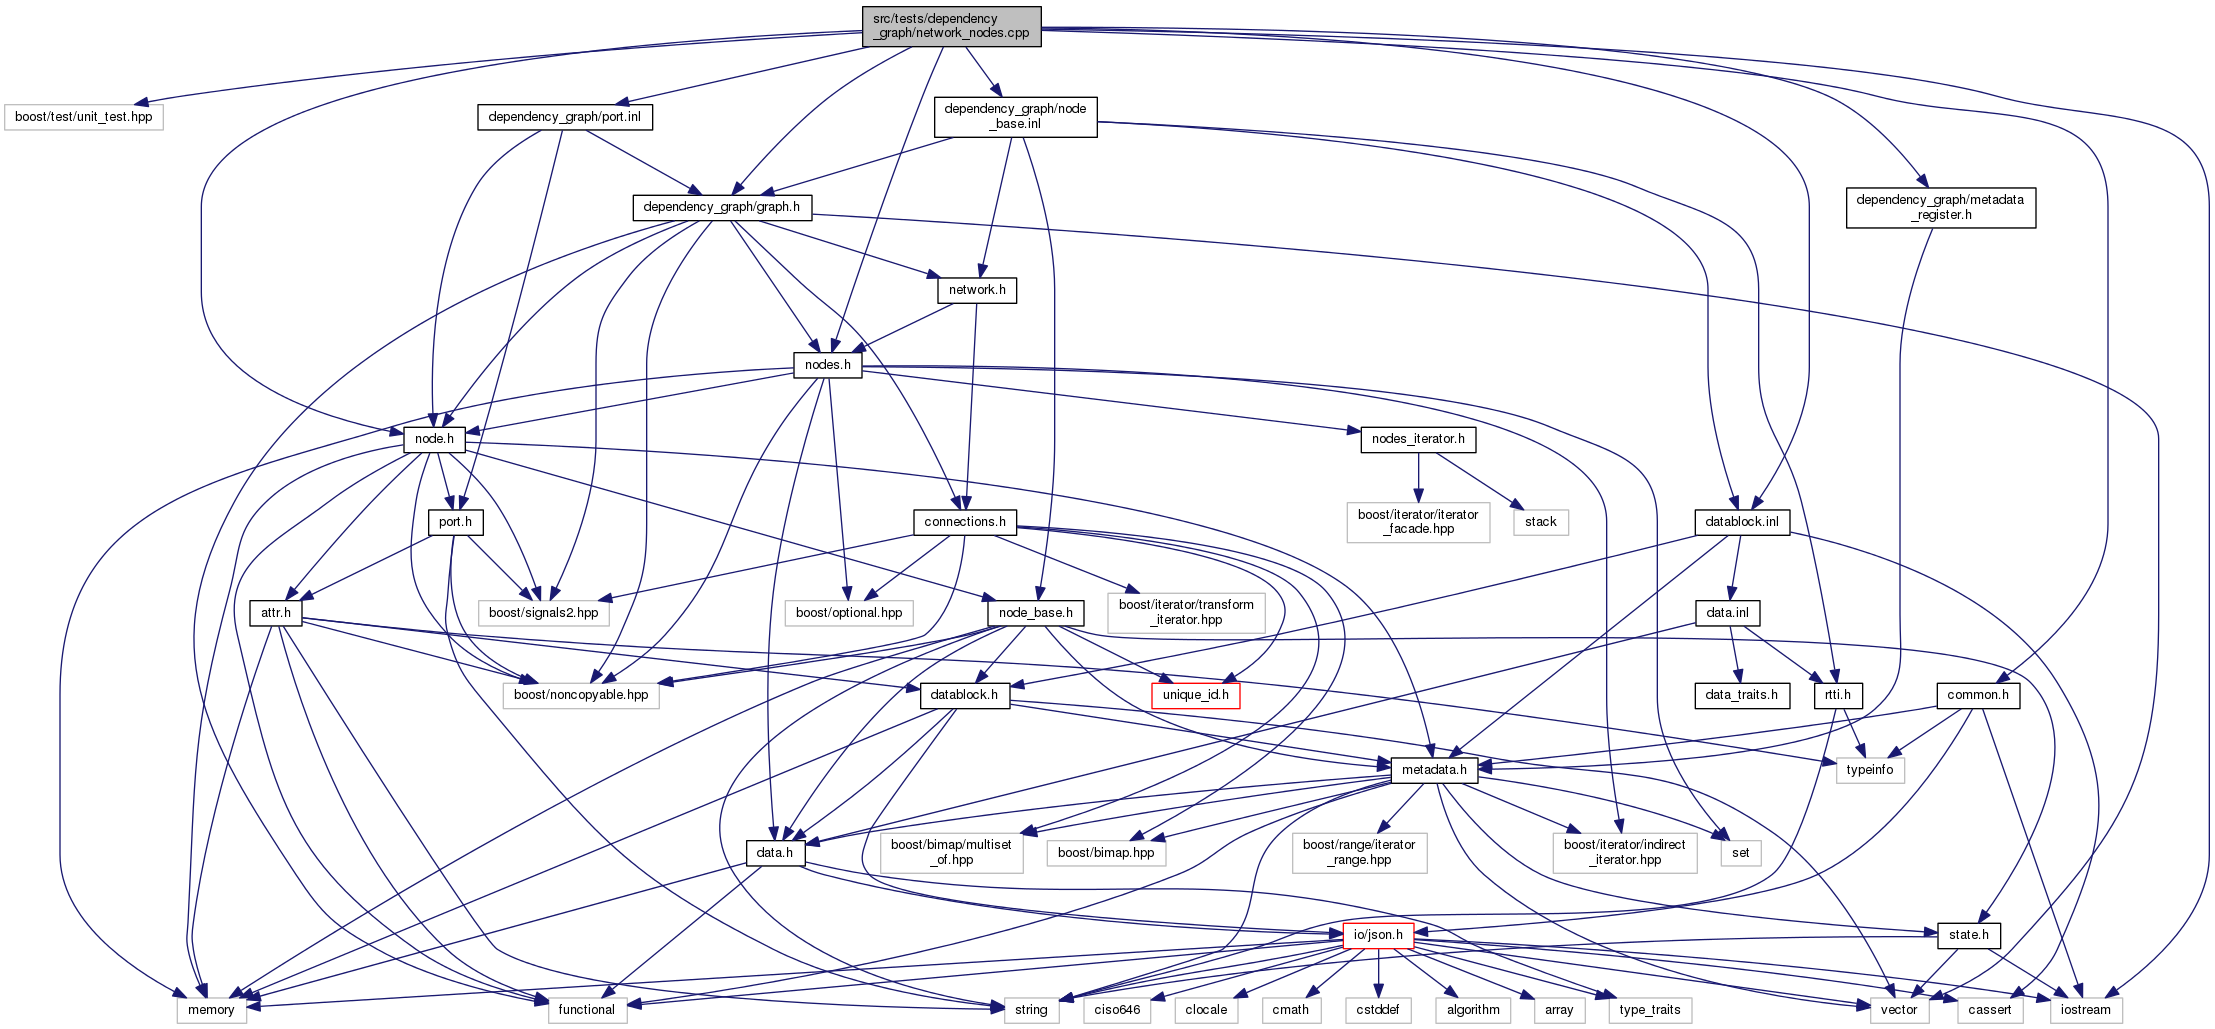 src/tests/dependency
_graph/network_nodes.cpp
boost/test/unit_test.hpp
dependency_graph/port.inl
dependency_graph/node
_base.inl
dependency_graph/graph.h
dependency_graph/metadata
_register.h
network.h
nodes.h
node.h
nodes_iterator.h
port.h
connections.h
boost/iterator/iterator
_facade.hpp
stack
datablock.inl
attr.h
boost/signals2.hpp
boost/optional.hpp
node_base.h
boost/iterator/transform
_iterator.hpp
data.inl
boost/noncopyable.hpp
datablock.h
unique_id.h
data_traits.h
rtti.h
common.h
metadata.h
typeinfo
data.h
boost/bimap/multiset
_of.hpp
boost/bimap.hpp
boost/range/iterator
_range.hpp
boost/iterator/indirect
_iterator.hpp
set
io/json.h
state.h
memory
functional
string
ciso646
clocale
cmath
cstddef
algorithm
array
type_traits
vector
cassert
iostream